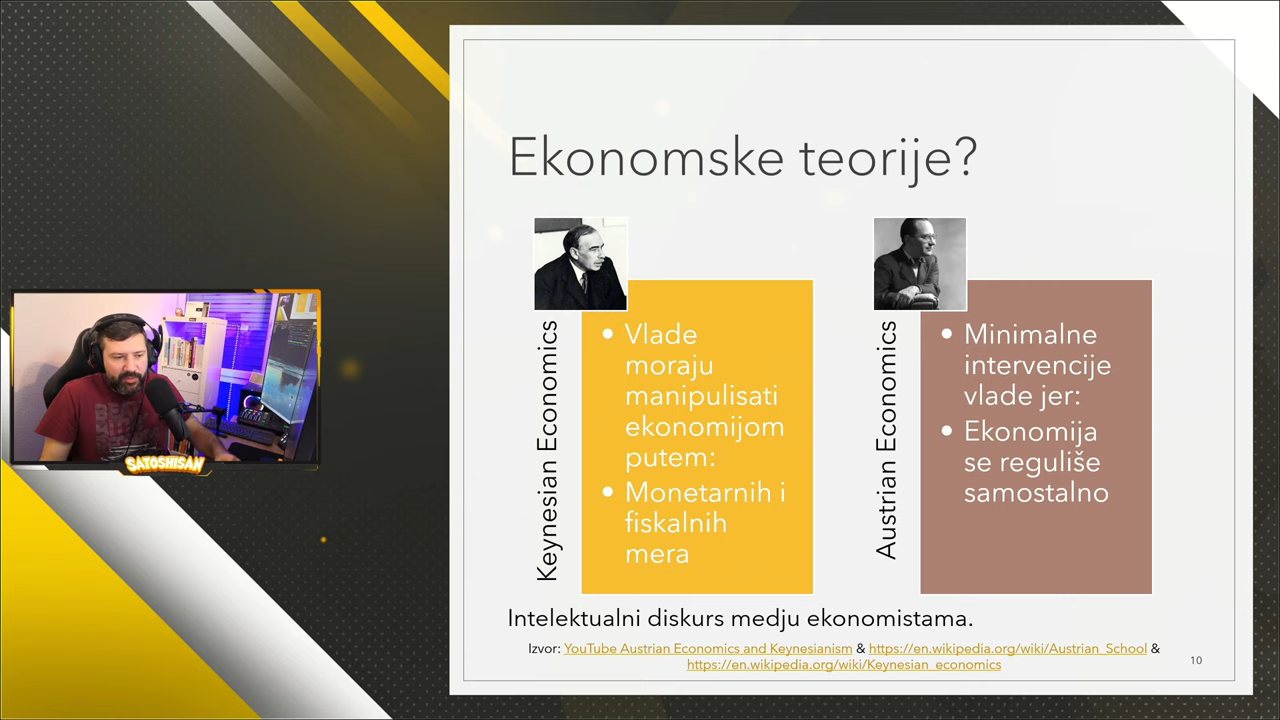 Ekonomske teorije?
Keynesian Economics
• Vlade
moraju
manipulisati
ekonomijom
putem:
• Monetarnih i
fiskalnih
mera
Austrian Economics
• Minimalne
intervencije
vlade jer:
• Ekonomija
se reguliše
samostalno
Intelektualni diskurs medju ekonomistama.
Izvor: YouTube Austrian Economics and Keynesianism & https://en.wikipedia.org/wiki/Austrian_School &
https://en.wikipedia.org/wiki/Keynesian_economics
10
SATOSHISAN